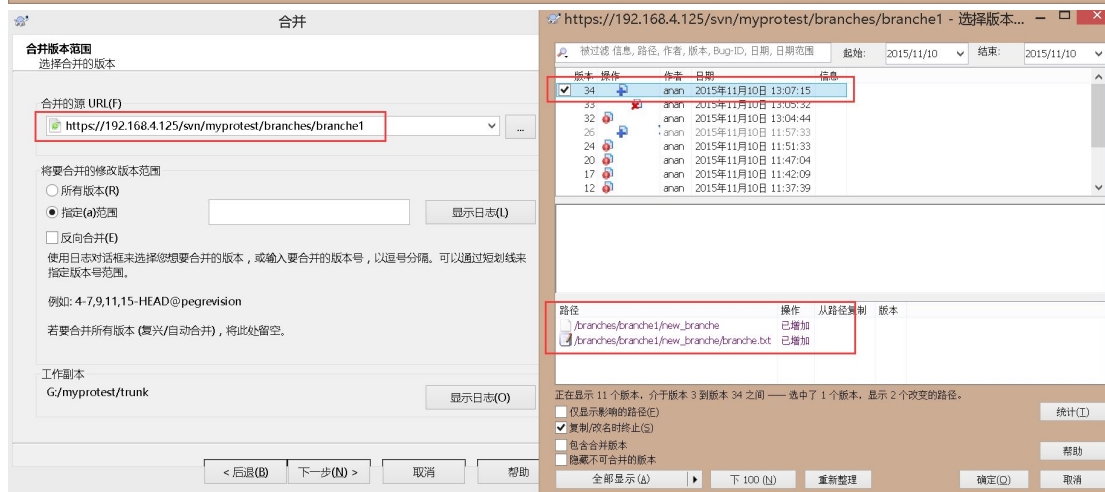 合并
合并版本范围
选择合并的版本
合并的源 URL(F)
https://192.168.4.125/svn/myprotest/branches/branche1
...
将要合并的修改版本范围
所有版本(R)
指定(a)范围
显示日志(L)
反向合并(E)
使用日志对话框来选择您想要合并的版本，或输入要合并的版本号，以逗号分隔。可以通过短划线来
指定版本号范围。
例如: 4-7,9,11,15-HEAD@pegrevision
若要合并所有版本 (复兴/自动合并)，将此处留空。
工作副本
G:/myprotest/trunk
显示日志(O)
< 后退(B)
下一步(N) >
取消
帮助
https://192.168.4.125/svn/myprotest/branches/branche1 - 选择版本...
被过滤 信息, 路径, 作者, 版本, Bug-ID, 日期, 日期范围
起始:
2015/11/10
结束:
2015/11/10
版本 操作 作者 日期 信息
34 anan 2015年11月10日 13:07:15
33 anan 2015年11月10日 13:05:32
32 anan 2015年11月10日 13:04:44
26 anan 2015年11月10日 11:57:33
24 anan 2015年11月10日 11:51:33
20 anan 2015年11月10日 11:47:04
17 anan 2015年11月10日 11:42:09
12 anan 2015年11月10日 11:37:39
路径 操作 从路径复制 版本
/branches/branche1/new_branche 已增加
/branches/branche1/new_branche/branche.txt 已增加
正在显示 11 个版本，介于版本 3 到版本 34 之间 —— 选中了 1 个版本，显示 2 个改变的路径。
仅显示影响的路径(F)
复制/改名时终止(S)
包含合并版本
隐藏不可合并的版本
统计(T)
帮助
全部显示(A)
下 100 (N)
重新整理
确定(O)
取消